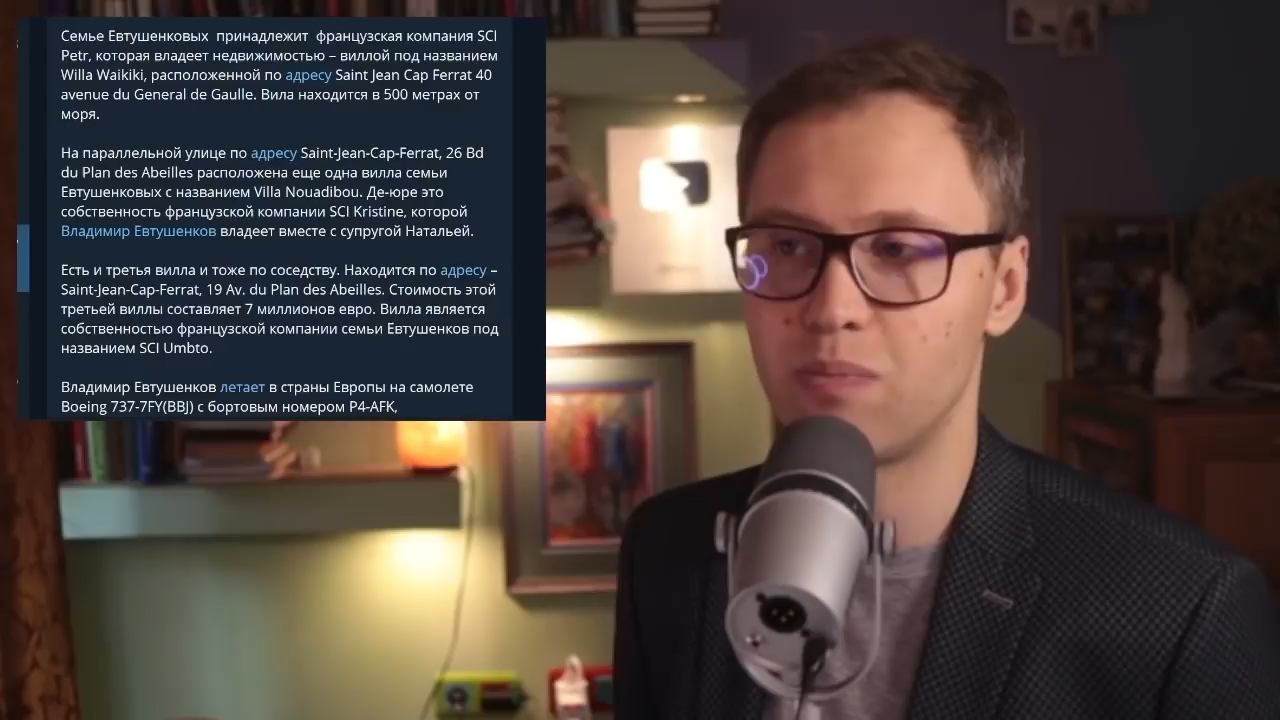 Семье Евтушенковых принадлежит французская компания SCI
Petr, которая владеет недвижимостью – виллой под названием
Willa Waikiki, расположенной по адресу Saint Jean Cap Ferrat 40
avenue du General de Gaulle. Вила находится в 500 метрах от
моря.
На параллельной улице по адресу Saint-Jean-Cap-Ferrat, 26 Bd
du Plan des Abeilles расположена еще одна вилла семьи
Евтушенковых с названием Villa Nouadibou. Де-юре это
собственность французской компании SCI Kristine, которой
Владимир Евтушенков владеет вместе с супругой Натальей.
Есть и третья вилла и тоже по соседству. Находится по адресу –
Saint-Jean-Cap-Ferrat, 19 Av. du Plan des Abeilles. Стоимость этой
третьей виллы составляет 7 миллионов евро. Вилла является
собственностью французской компании семьи Евтушенков под
названием SCI Umbto.
Владимир Евтушенков летает в страны Европы на самолете
Boeing 737-7FY(BBJ) с бортовым номером P4-AFK,